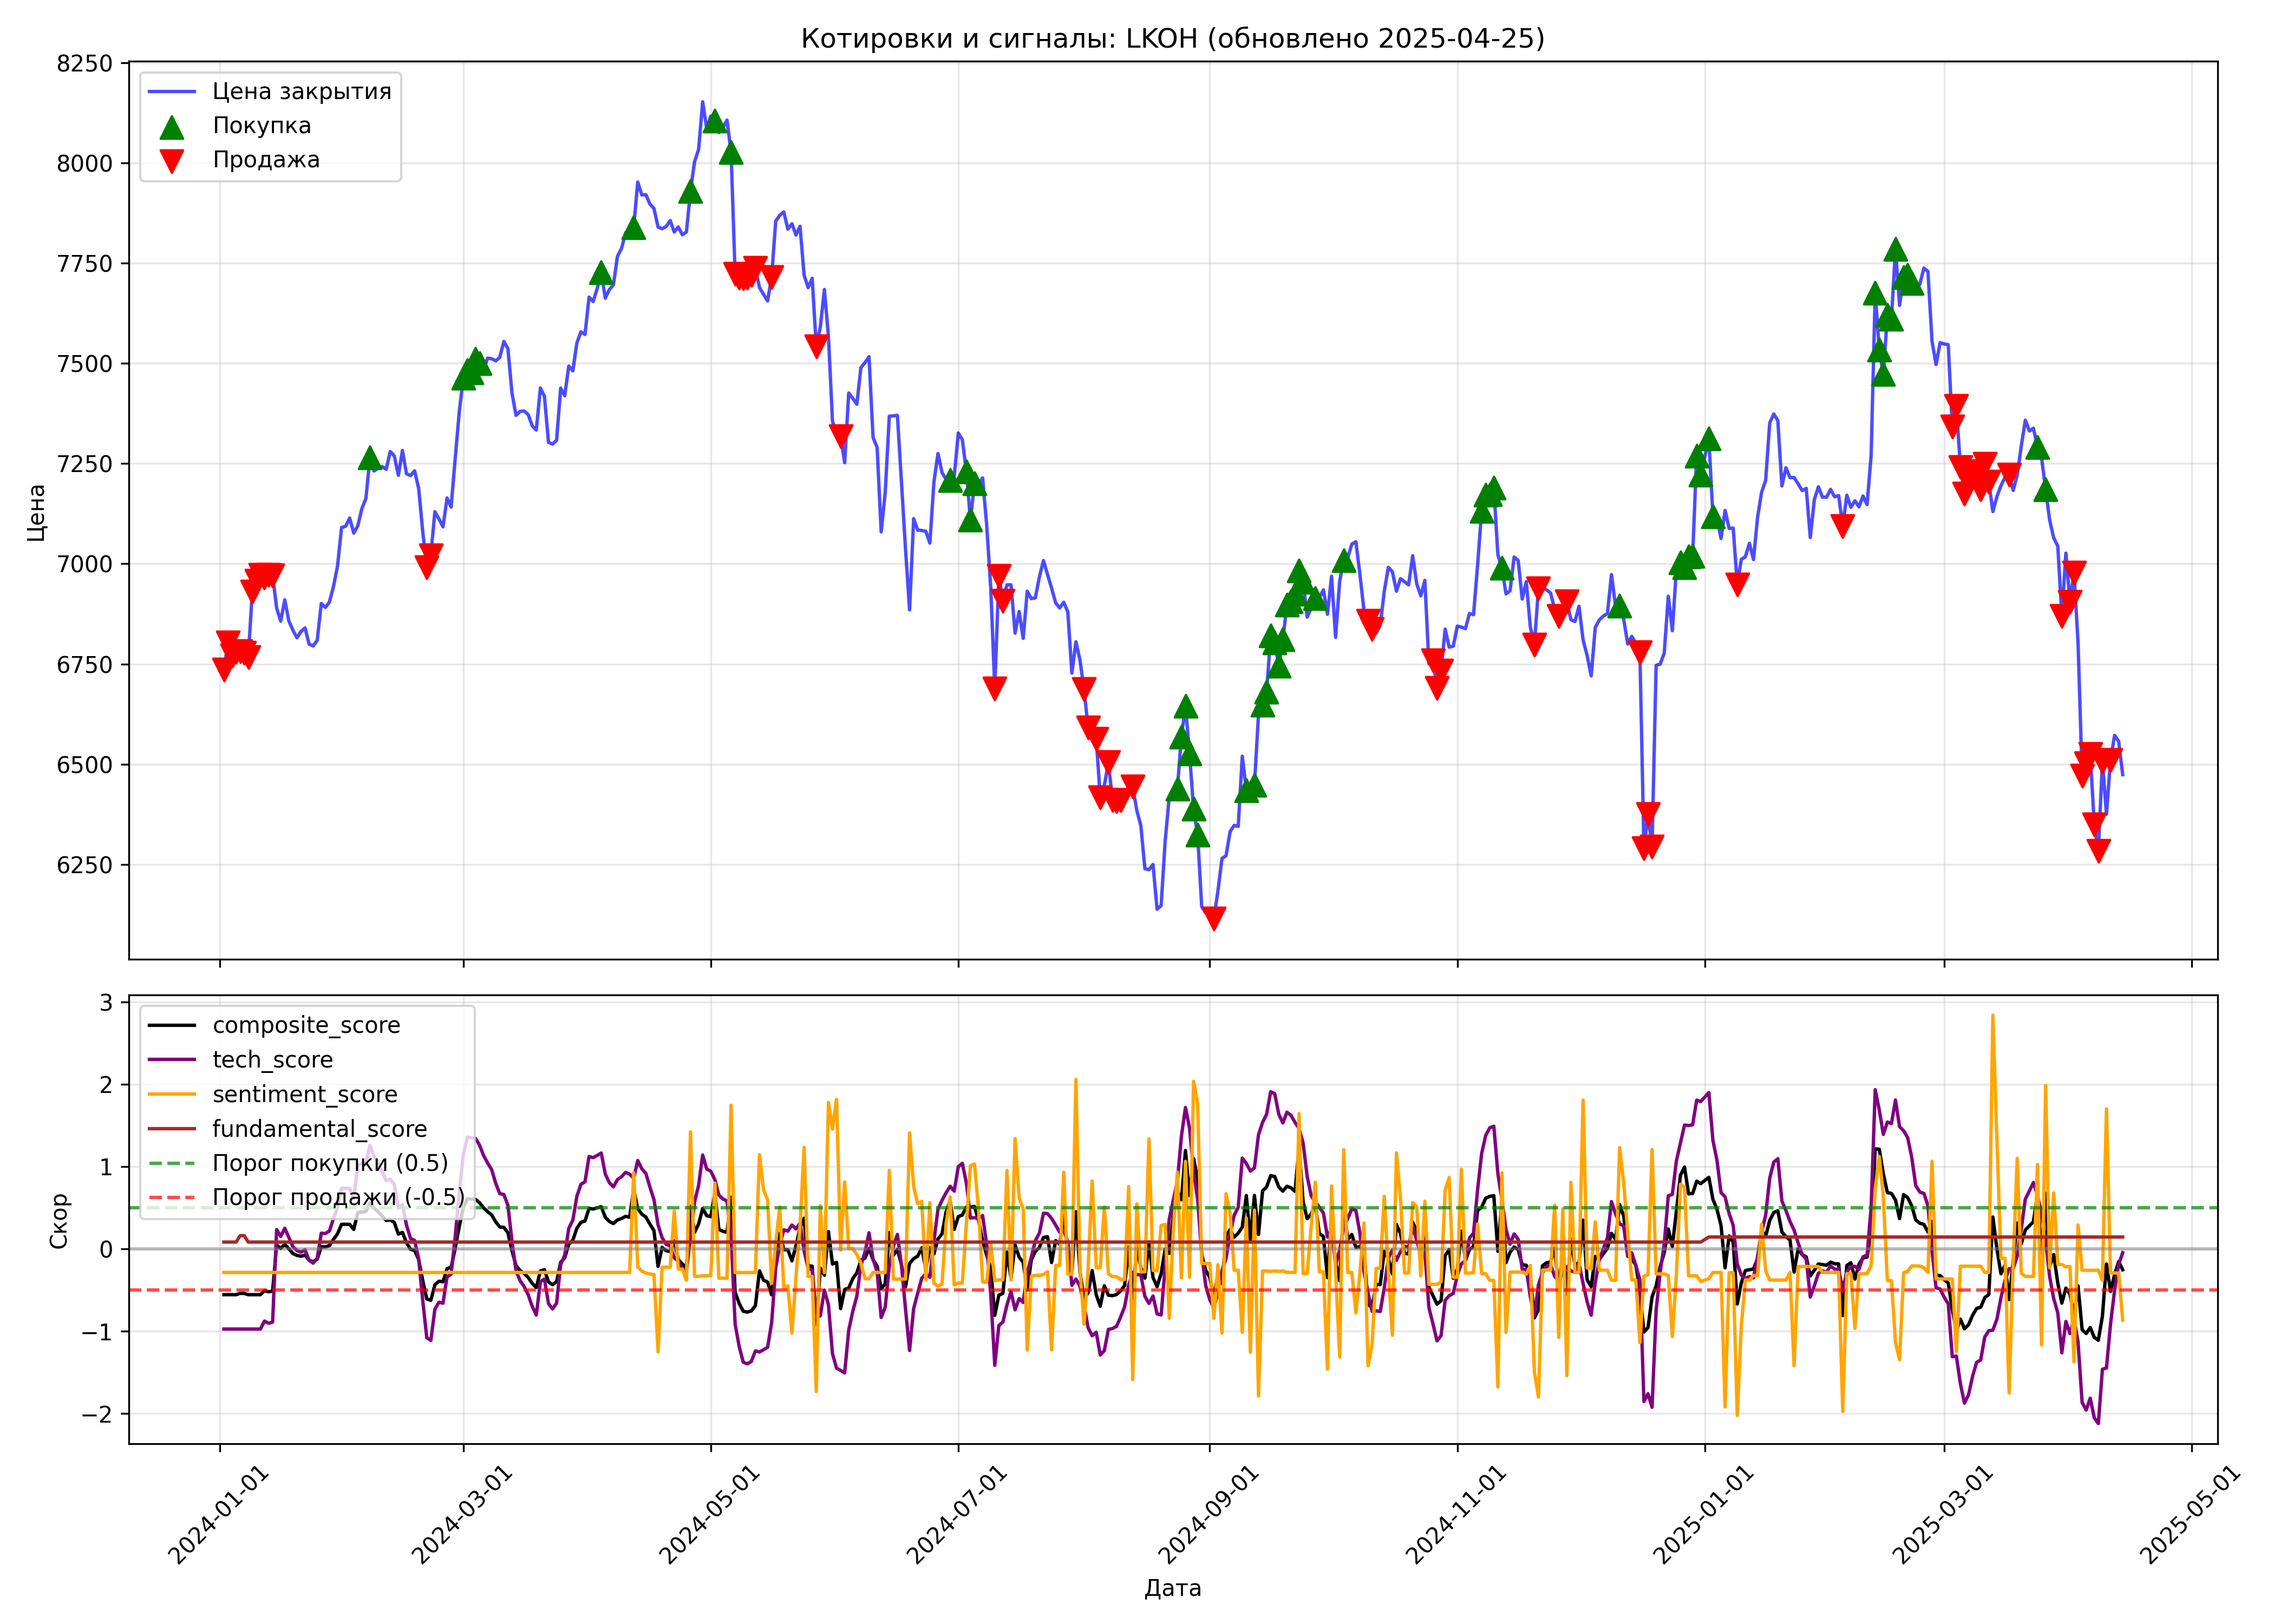 Котировки и сигналы: LKOH (обновлено 2025-04-25)
8250
8000
7750
7500
7250
7000
6750
6500
6250
Цена
Цена закрытия
Покупка
Продажа
3
2
1
0
−1
−2
Скор
composite_score
tech_score
sentiment_score
fundamental_score
Порог покупки (0.5)
Порог продажи (-0.5)
2024-01-01
2024-03-01
2024-05-01
2024-07-01
2024-09-01
2024-11-01
2025-01-01
2025-03-01
2025-05-01
Дата